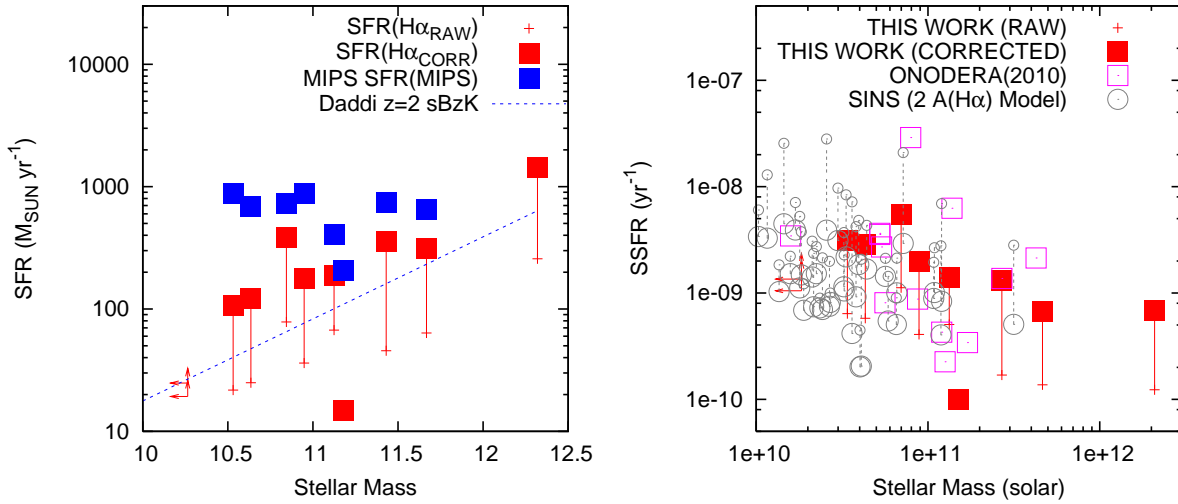 SFR(HαRAW)
SFR(HαCORR)
MIPS SFR(MIPS)
Daddi z=2 sBzK
10000
1000
100
10
SFR (MSUN yr-1)
10
10.5
11
11.5
12
12.5
Stellar Mass
THIS WORK (RAW)
THIS WORK (CORRECTED)
ONODERA(2010)
SINS (2 A(Hα) Model)
1e-07
1e-08
1e-09
1e-10
SSFR (yr-1)
1e+10
1e+11
1e+12
Stellar Mass (solar)